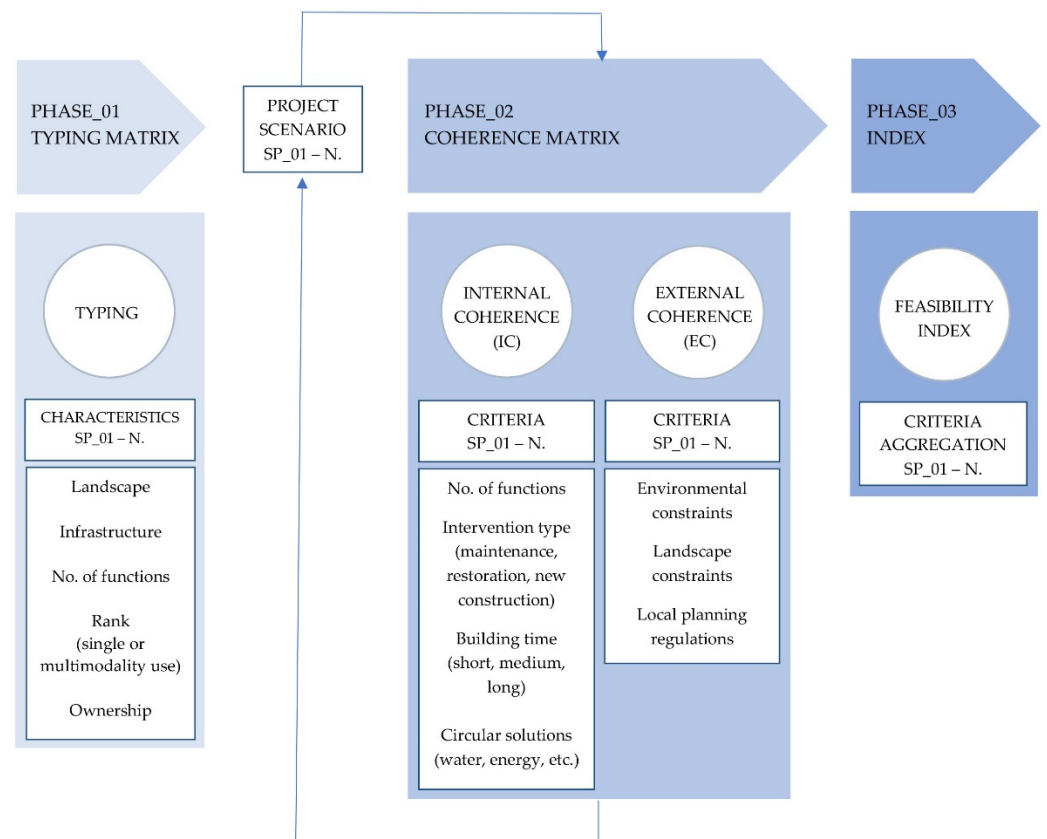 PHASE_01
TYPING MATRIX
PROJECT
SCENARIO
SP_01 – N.
PHASE_02
COHERENCE MATRIX
PHASE_03
INDEX
TYPING
CHARACTERISTICS
SP_01 – N.
Landscape
Infrastructure
No. of functions
Rank
(single or
multimodality use)
Ownership
INTERNAL
COHERENCE
(IC)
CRITERIA
SP_01 – N.
No. of functions
Intervention type
(maintenance,
restoration, new
construction)
Building time
(short, medium,
long)
Circular solutions
(water, energy, etc.)
EXTERNAL
COHERENCE
(EC)
CRITERIA
SP_01 – N.
Environmental
constraints
Landscape
constraints
Local planning
regulations
FEASIBILITY
INDEX
CRITERIA
AGGREGATION
SP_01 – N.